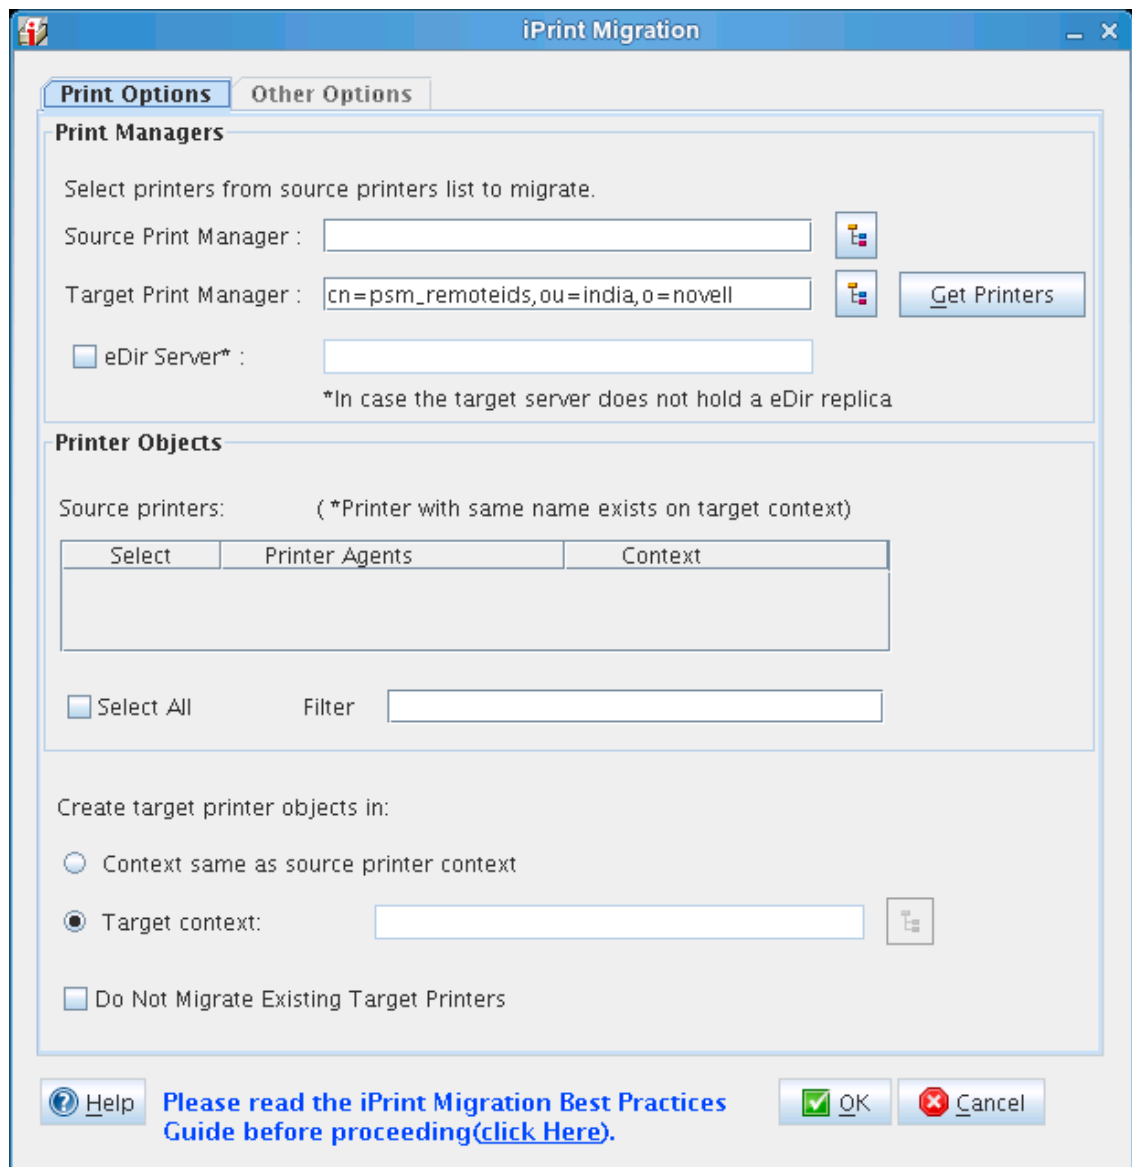 iPrint Migration
Print Options
Other Options
Print Managers
Select printers from source printers list to migrate.
Source Print Manager :
Target Print Manager : cn=psm_remoteids,ou=india,o=novell Get Printers
eDir Server* :
*In case the target server does not hold a eDir replica
Printer Objects
Source printers: ( *Printer with same name exists on target context)
Select Printer Agents Context
Select All Filter
Create target printer objects in:
Context same as source printer context
Target context:
Do Not Migrate Existing Target Printers
Help
Please read the iPrint Migration Best Practices
Guide before proceeding(click Here).
OK
Cancel